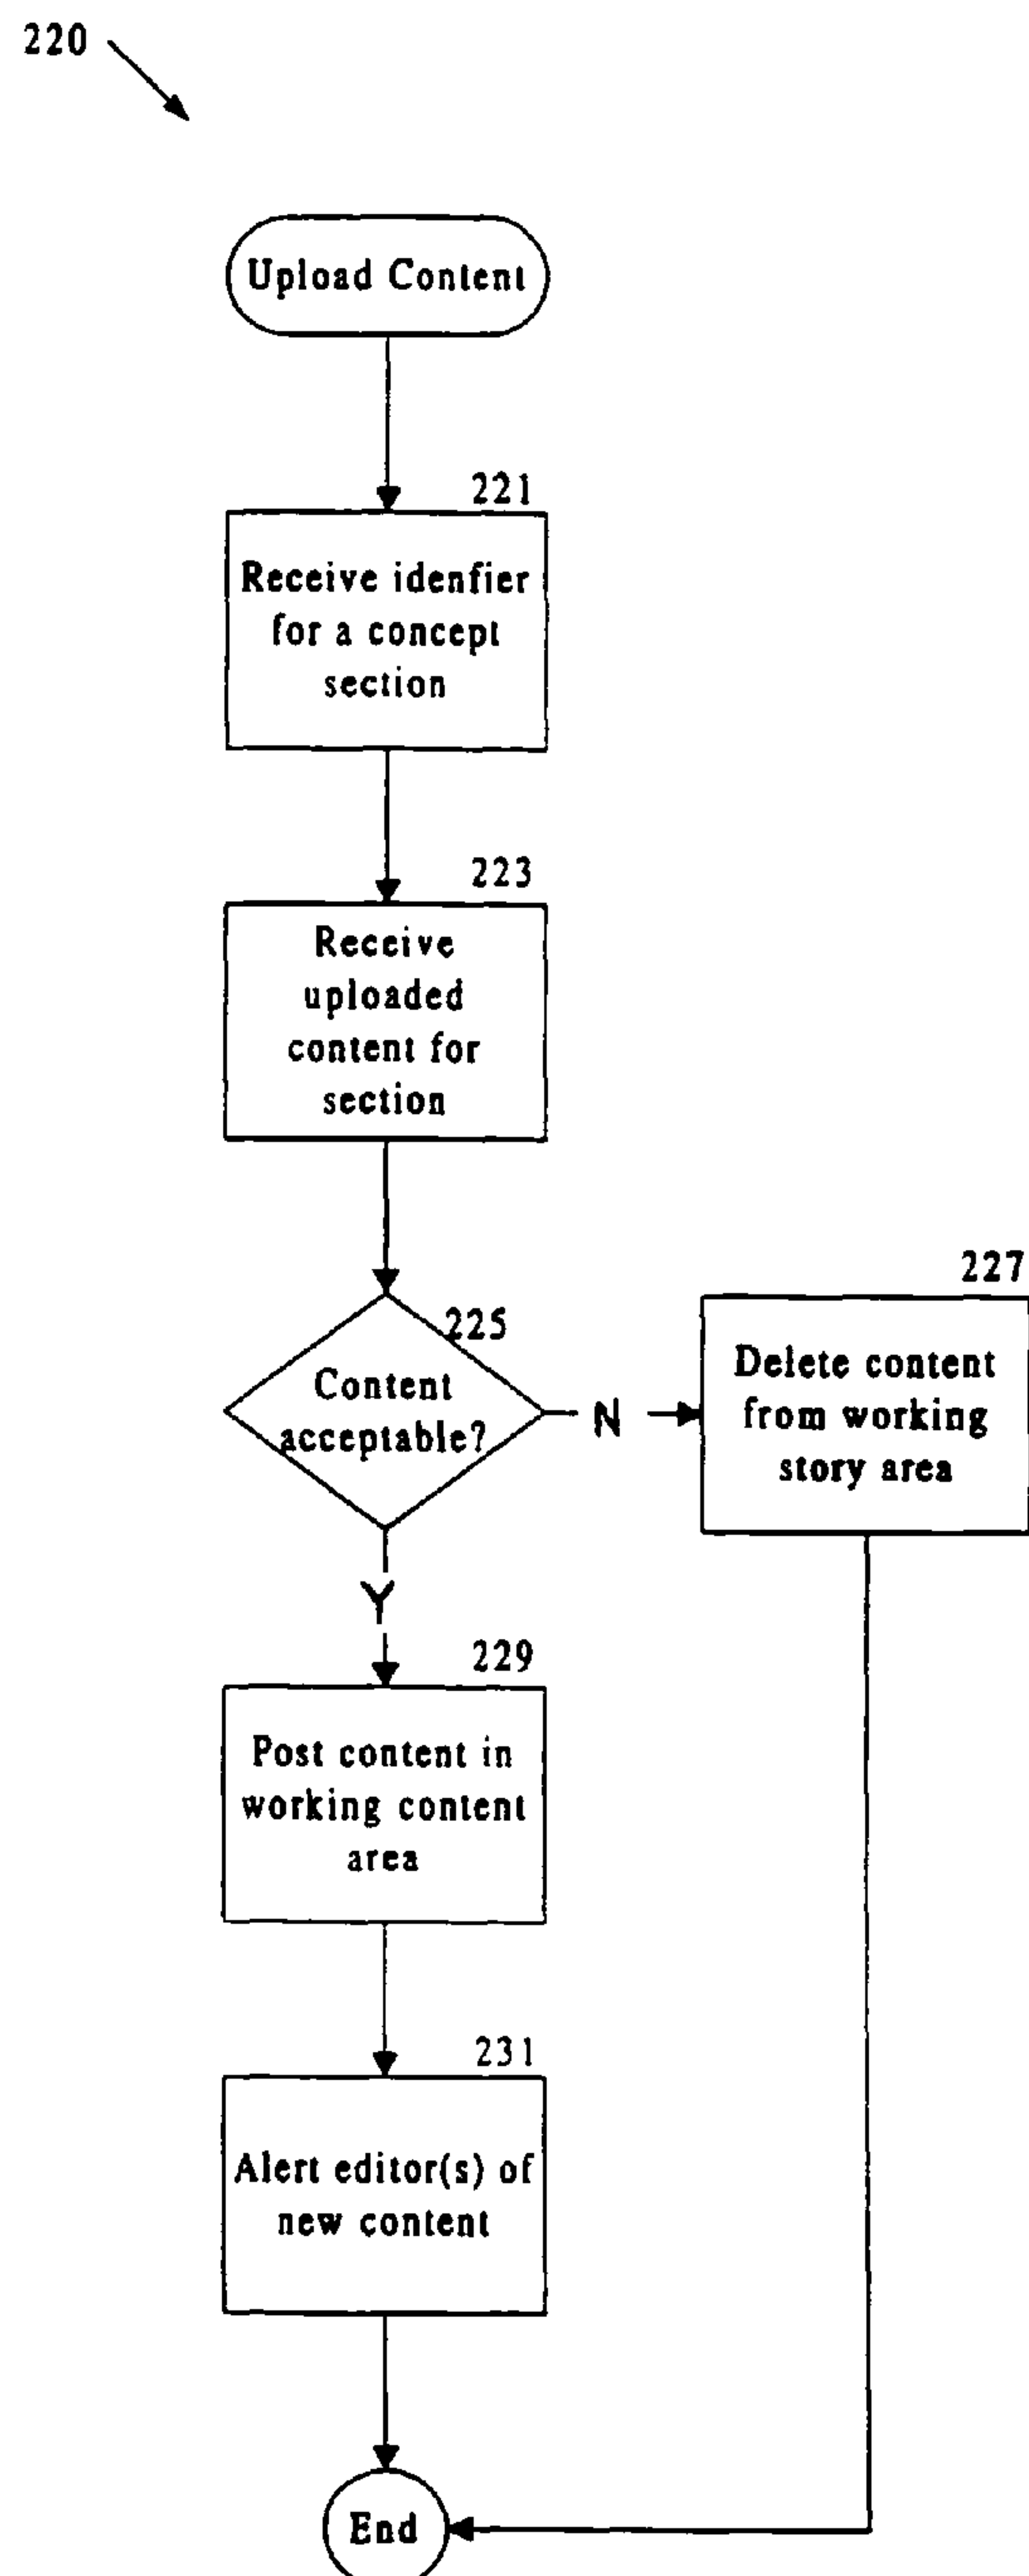 220
Upload Content
221
Receive idenfier
for a concept
section
223
Receive
uploaded
content for
section
225
Content
acceptable?
N
227
Delete content
from working
story area
Y
229
Post content in
working content
area
231
Alert editor(s) of
new content
End